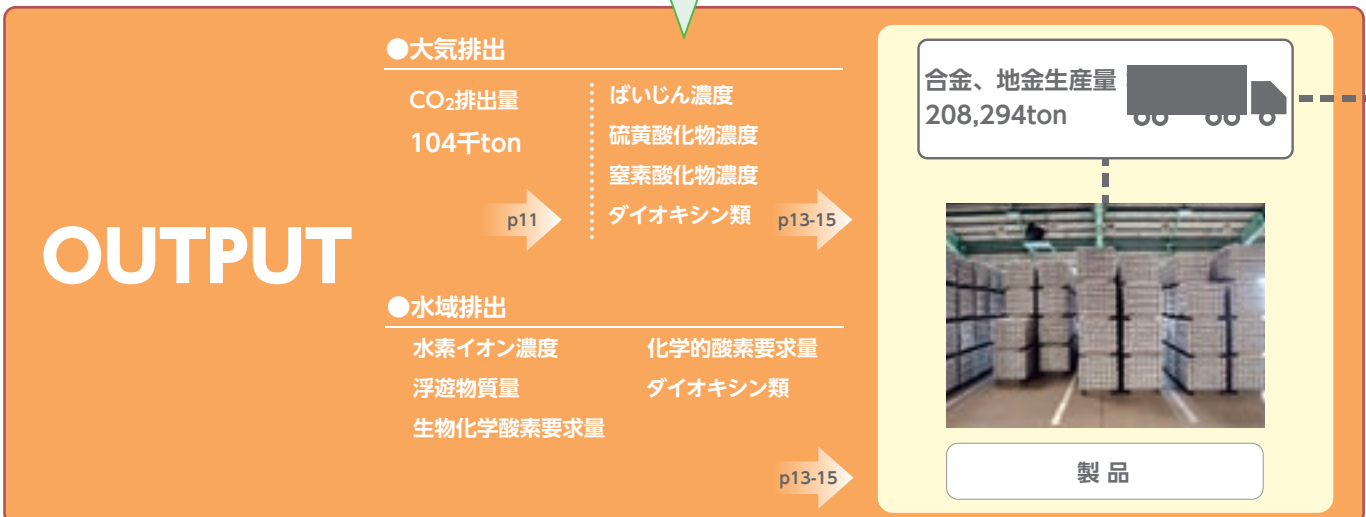 OUTPUT
●大気排出
CO₂排出量
104千ton
p11
ばいじん濃度
硫黄酸化物濃度
窒素酸化物濃度
ダイオキシン類
p13-15
●水域排出
水素イオン濃度
浮遊物質量
生物化学酸素要求量
化学的酸素要求量
ダイオキシン類
p13-15
合金、地金生産量
208,294ton
製品